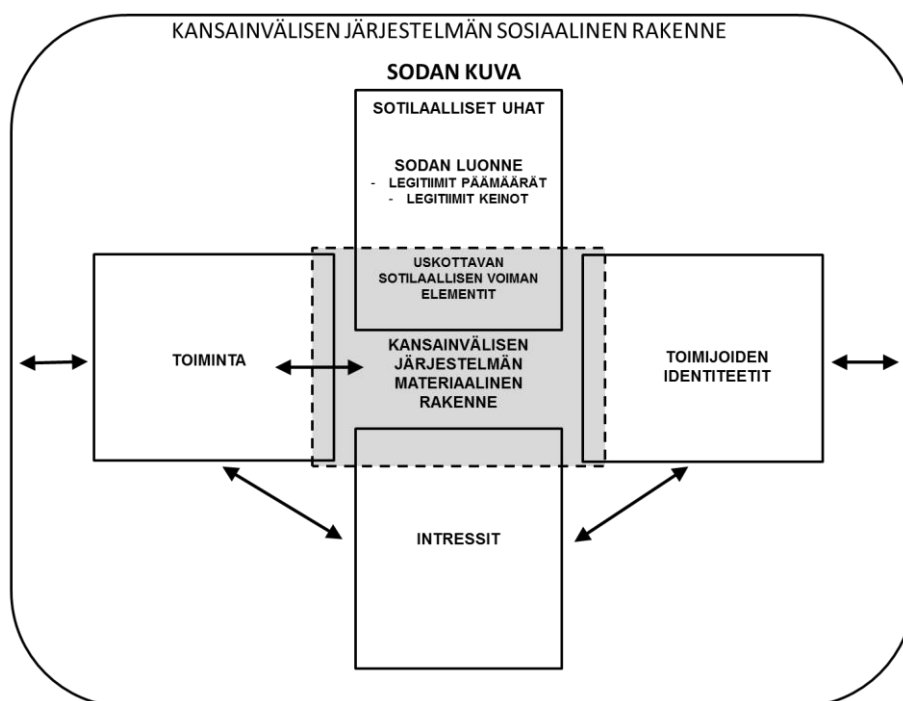 KANSAINVÄLISEN JÄRJESTELMÄN SOSIAALINEN RAKENNE
SODAN KUVA
SOTILAALLISET UHAT
SODAN LUONNE
- LEGITIIMIT PÄÄMÄÄRÄT
- LEGITIIMIT KEINOT
USKOTTAVAN
SOTILAALLISEN VOIMAN
ELEMENTIT
TOIMINTA
KANSAINVÄLISEN
JÄRJESTELMÄN
MATERIAALINEN
RAKENNE
TOIMIJOIDEN
IDENTITEETIT
INTRESSIT